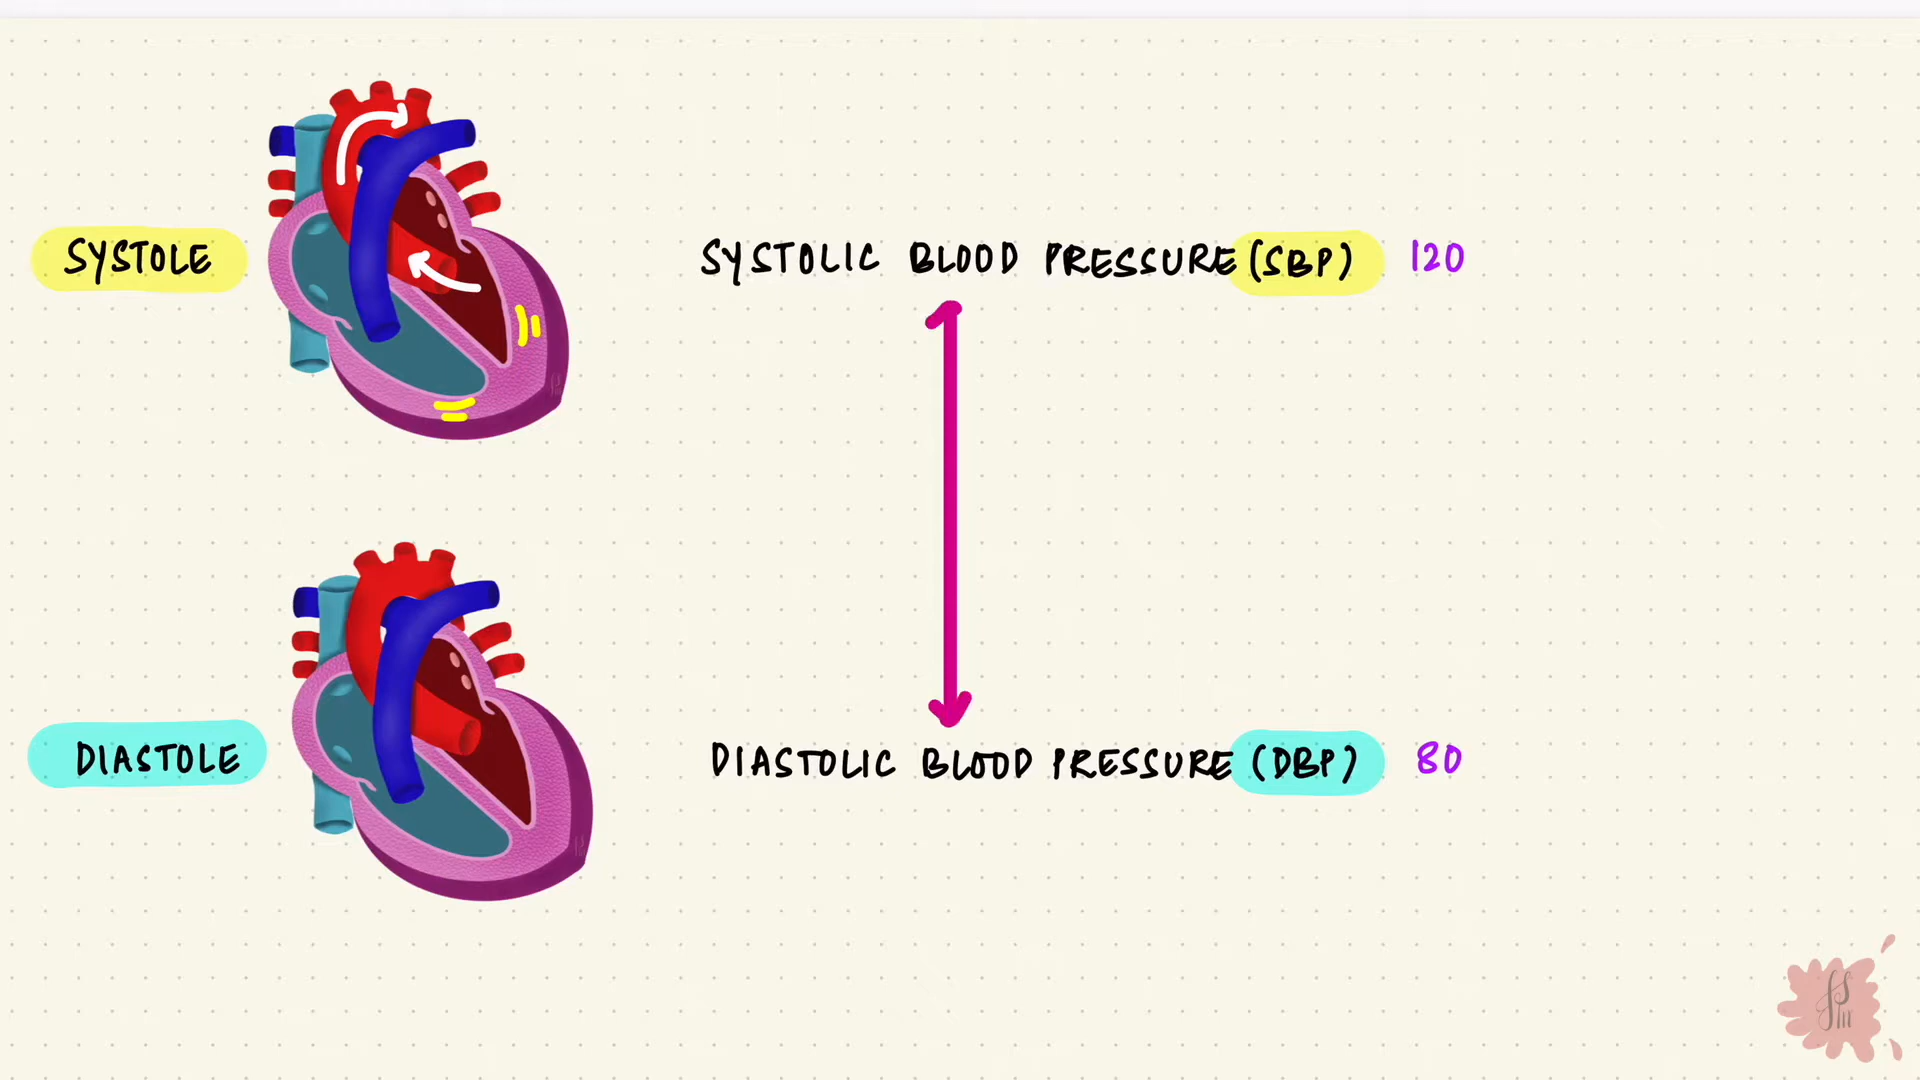 SYSTOLE
SYSTOLIC BLOOD PRESSURE (SBP) 120
DIASTOLE
DIASTOLIC BLOOD PRESSURE (DBP) 80